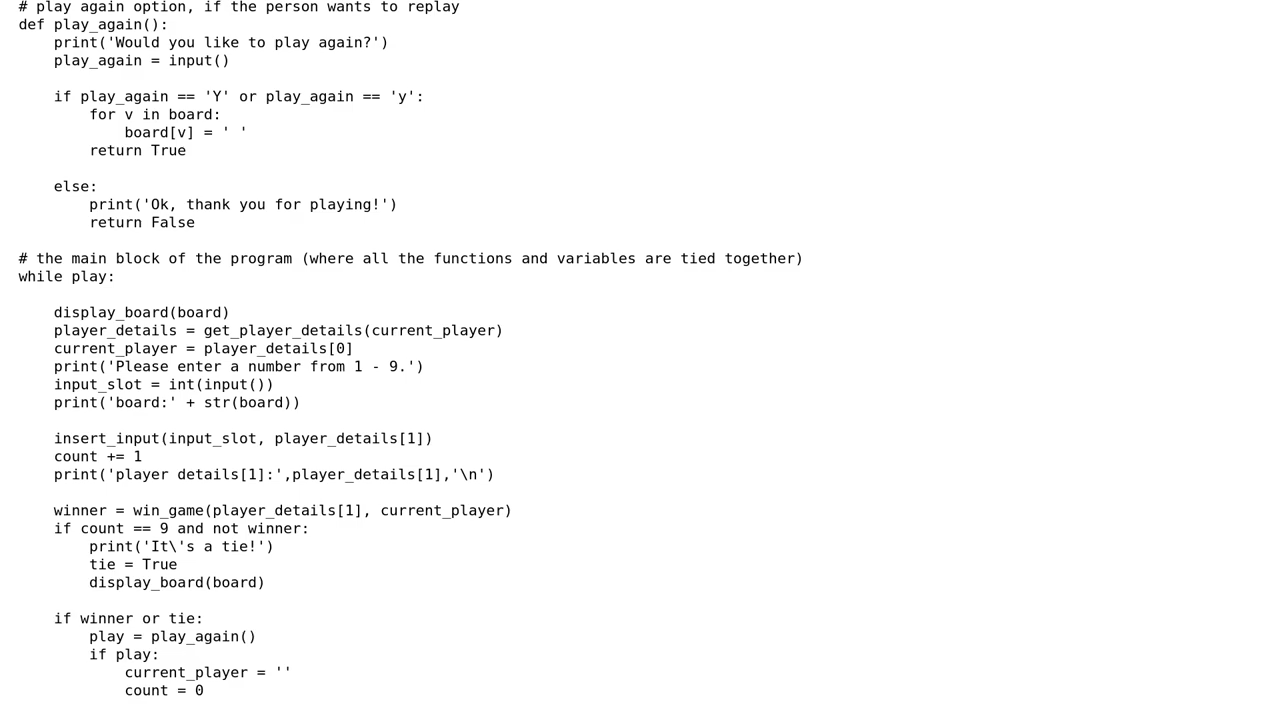 # play again option, if the person wants to replay
def play_again():
    print('Would you like to play again?')
    play_again = input()

    if play_again == 'Y' or play_again == 'y':
        for v in board:
            board[v] = ' '
        return True

    else:
        print('Ok, thank you for playing!')
        return False

# the main block of the program (where all the functions and variables are tied together)
while play:

    display_board(board)
    player_details = get_player_details(current_player)
    current_player = player_details[0]
    print('Please enter a number from 1 - 9.')
    input_slot = int(input())
    print('board:' + str(board))

    insert_input(input_slot, player_details[1])
    count += 1
    print('player details[1]:',player_details[1],'\n')

    winner = win_game(player_details[1], current_player)
    if count == 9 and not winner:
        print('It\'s a tie!')
        tie = True
        display_board(board)

    if winner or tie:
        play = play_again()
        if play:
            current_player = ''
            count = 0